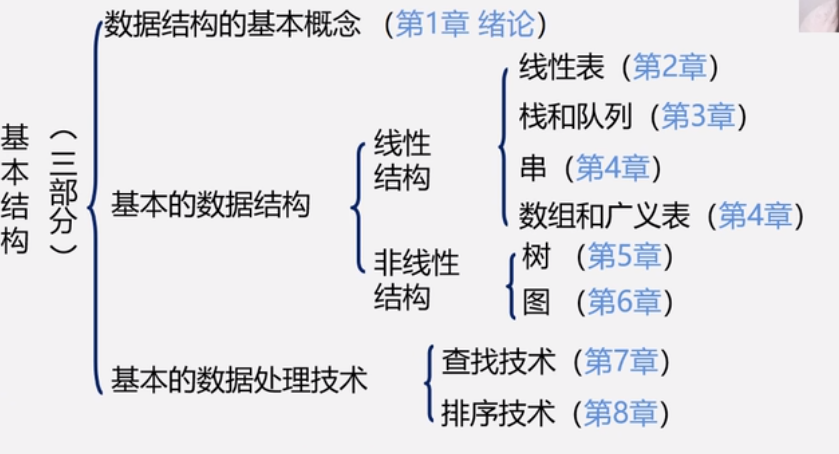 基本结构
（三部分）
数据结构的基本概念 （第1章 绪论）
基本的数据结构
线性
结构
线性表（第2章）
栈和队列（第3章）
串（第4章）
数组和广义表（第4章）
非线性
结构
树 （第5章）
图 （第6章）
基本的数据处理技术
查找技术（第7章）
排序技术（第8章）